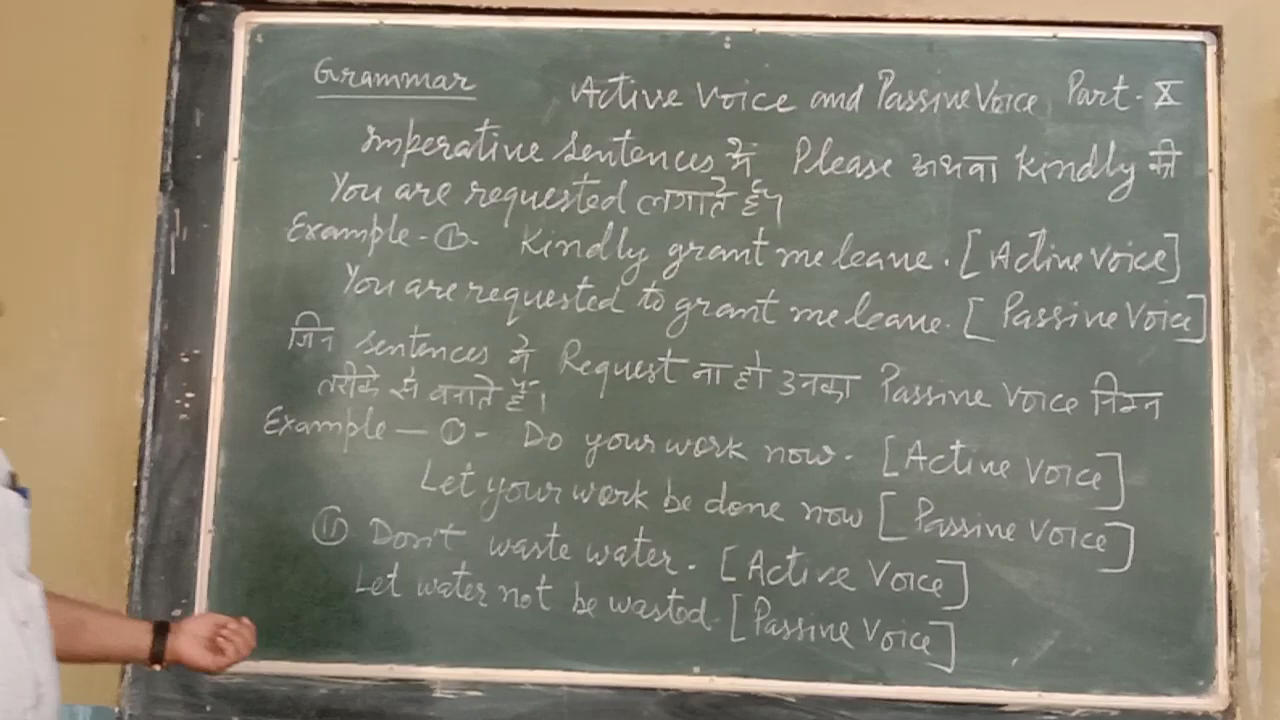 Grammar Active Voice and Passive Voice Part - X
Imperative Sentences में Please अथवा Kindly की
You are requested लगाते हैं।
Example - ① - Kindly grant me leave. [Active Voice]
You are requested to grant me leave. [Passive Voice]
जिन sentences में Request ना हो उनका Passive Voice निम्न
तरीके से बनाते हैं।
Example — ① - Do your work now. [Active Voice]
Let your work be done now [Passive Voice]
⑪ Don't waste water. [Active Voice]
Let water not be wasted. [Passive Voice]